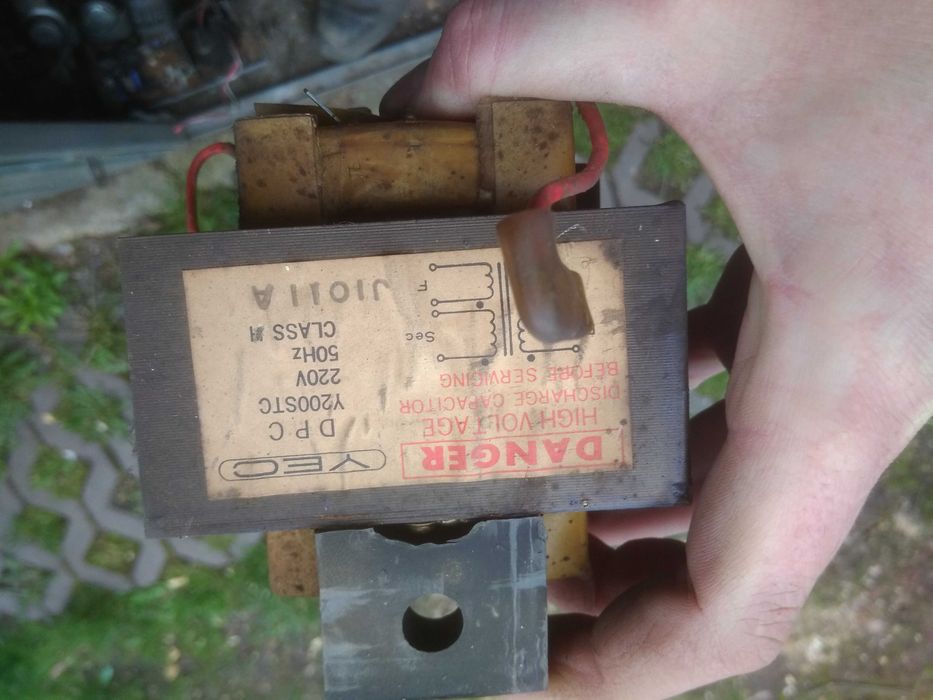 YEC
D P C
Y200STC
220V
50Hz
CLASS H
J1011A
DANGER
HIGH VOLTAGE
DISCHARGE CAPACITOR
BEFORE SERVICING
Sec
F